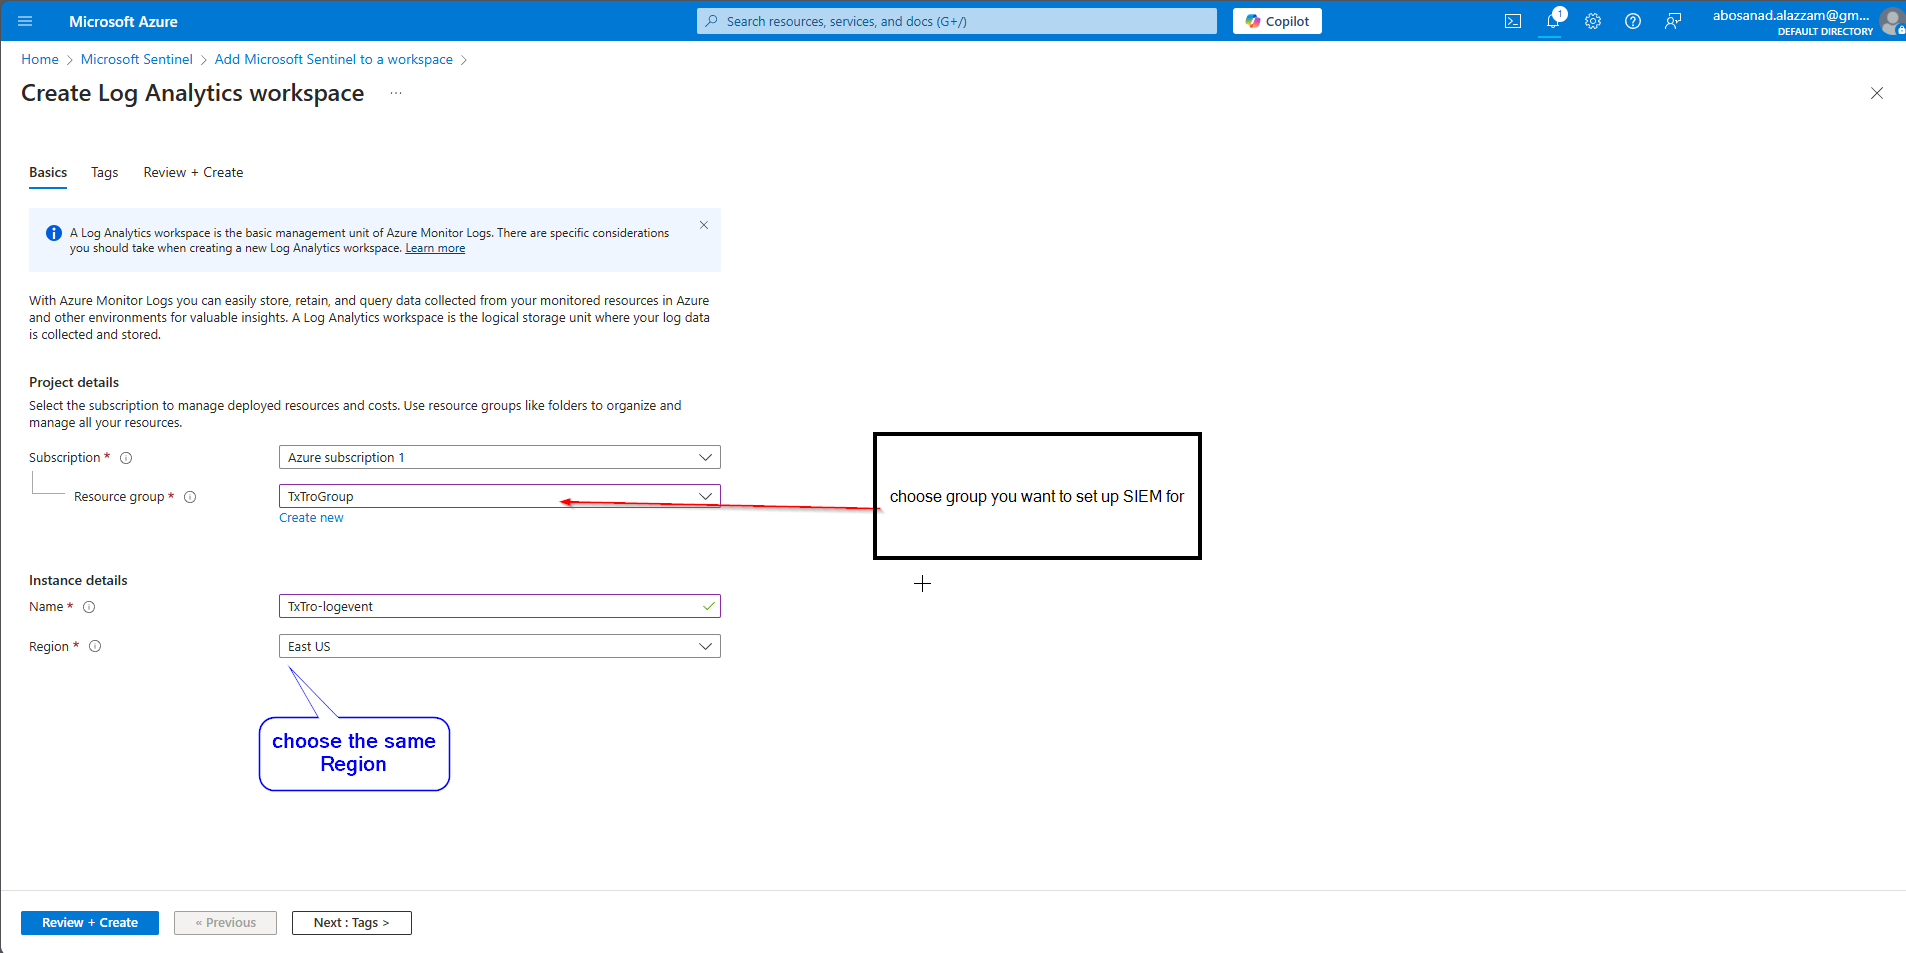 Microsoft Azure
Search resources, services, and docs (G+/)
Copilot
1
abosanad.alazzam@gm...
DEFAULT DIRECTORY
Home > Microsoft Sentinel > Add Microsoft Sentinel to a workspace >
Create Log Analytics workspace ...
Basics Tags Review + Create
A Log Analytics workspace is the basic management unit of Azure Monitor Logs. There are specific considerations
you should take when creating a new Log Analytics workspace. Learn more
With Azure Monitor Logs you can easily store, retain, and query data collected from your monitored resources in Azure
and other environments for valuable insights. A Log Analytics workspace is the logical storage unit where your log data
is collected and stored.
Project details
Select the subscription to manage deployed resources and costs. Use resource groups like folders to organize and
manage all your resources.
Subscription *
Azure subscription 1
Resource group *
TxTroGroup
Create new
choose group you want to set up SIEM for
Instance details
Name *
TxTro-logevent
Region *
East US
choose the same
Region
Review + Create
« Previous
Next : Tags >